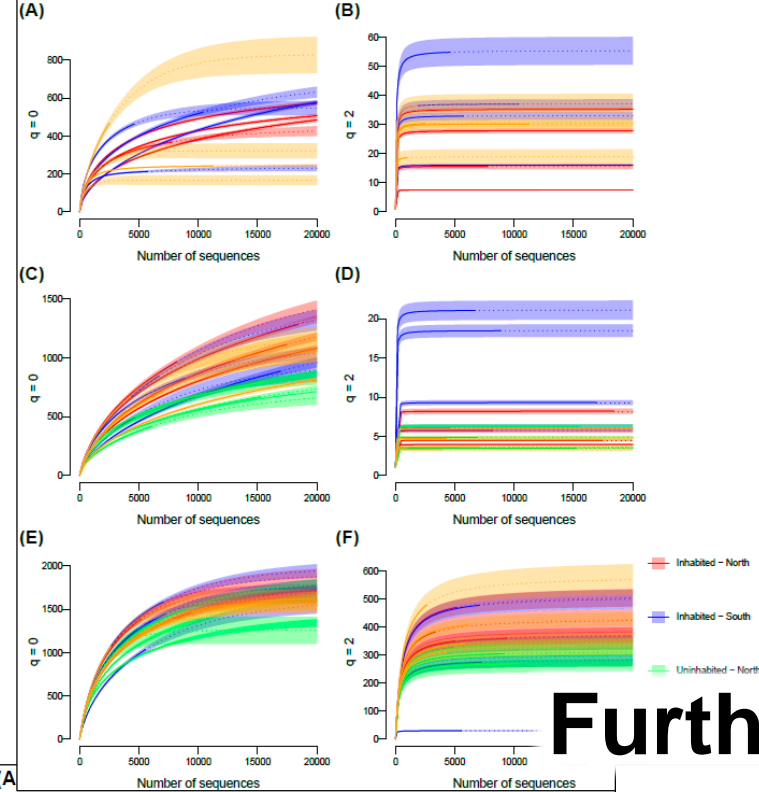 (A)
(B)
800
600
400
200
0
q = 0
0 5000 10000 15000 20000
Number of sequences
60
50
40
30
20
10
0
q = 2
0 5000 10000 15000 20000
Number of sequences
(C)
(D)
1500
1000
500
0
q = 0
0 5000 10000 15000 20000
Number of sequences
20
15
10
5
0
q = 2
0 5000 10000 15000 20000
Number of sequences
(E)
(F)
2000
1500
1000
500
0
q = 0
0 5000 10000 15000 20000
Number of sequences
600
500
400
300
200
100
0
q = 2
0 5000 10000
Number of sequences
Inhabited – North
Inhabited – South
Uninhabited – North
Furth
(A